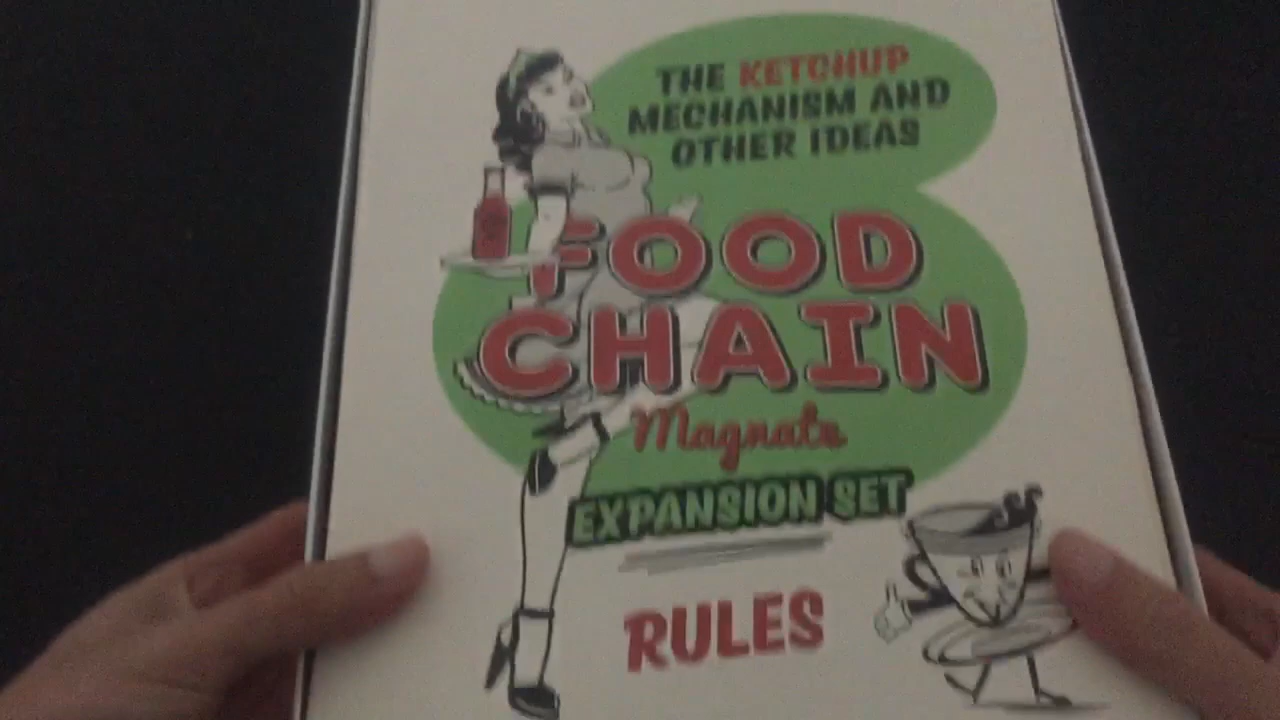 THE KETCHUP
MECHANISM AND
OTHER IDEAS
FOOD
CHAIN
Magnate
EXPANSION SET
RULES